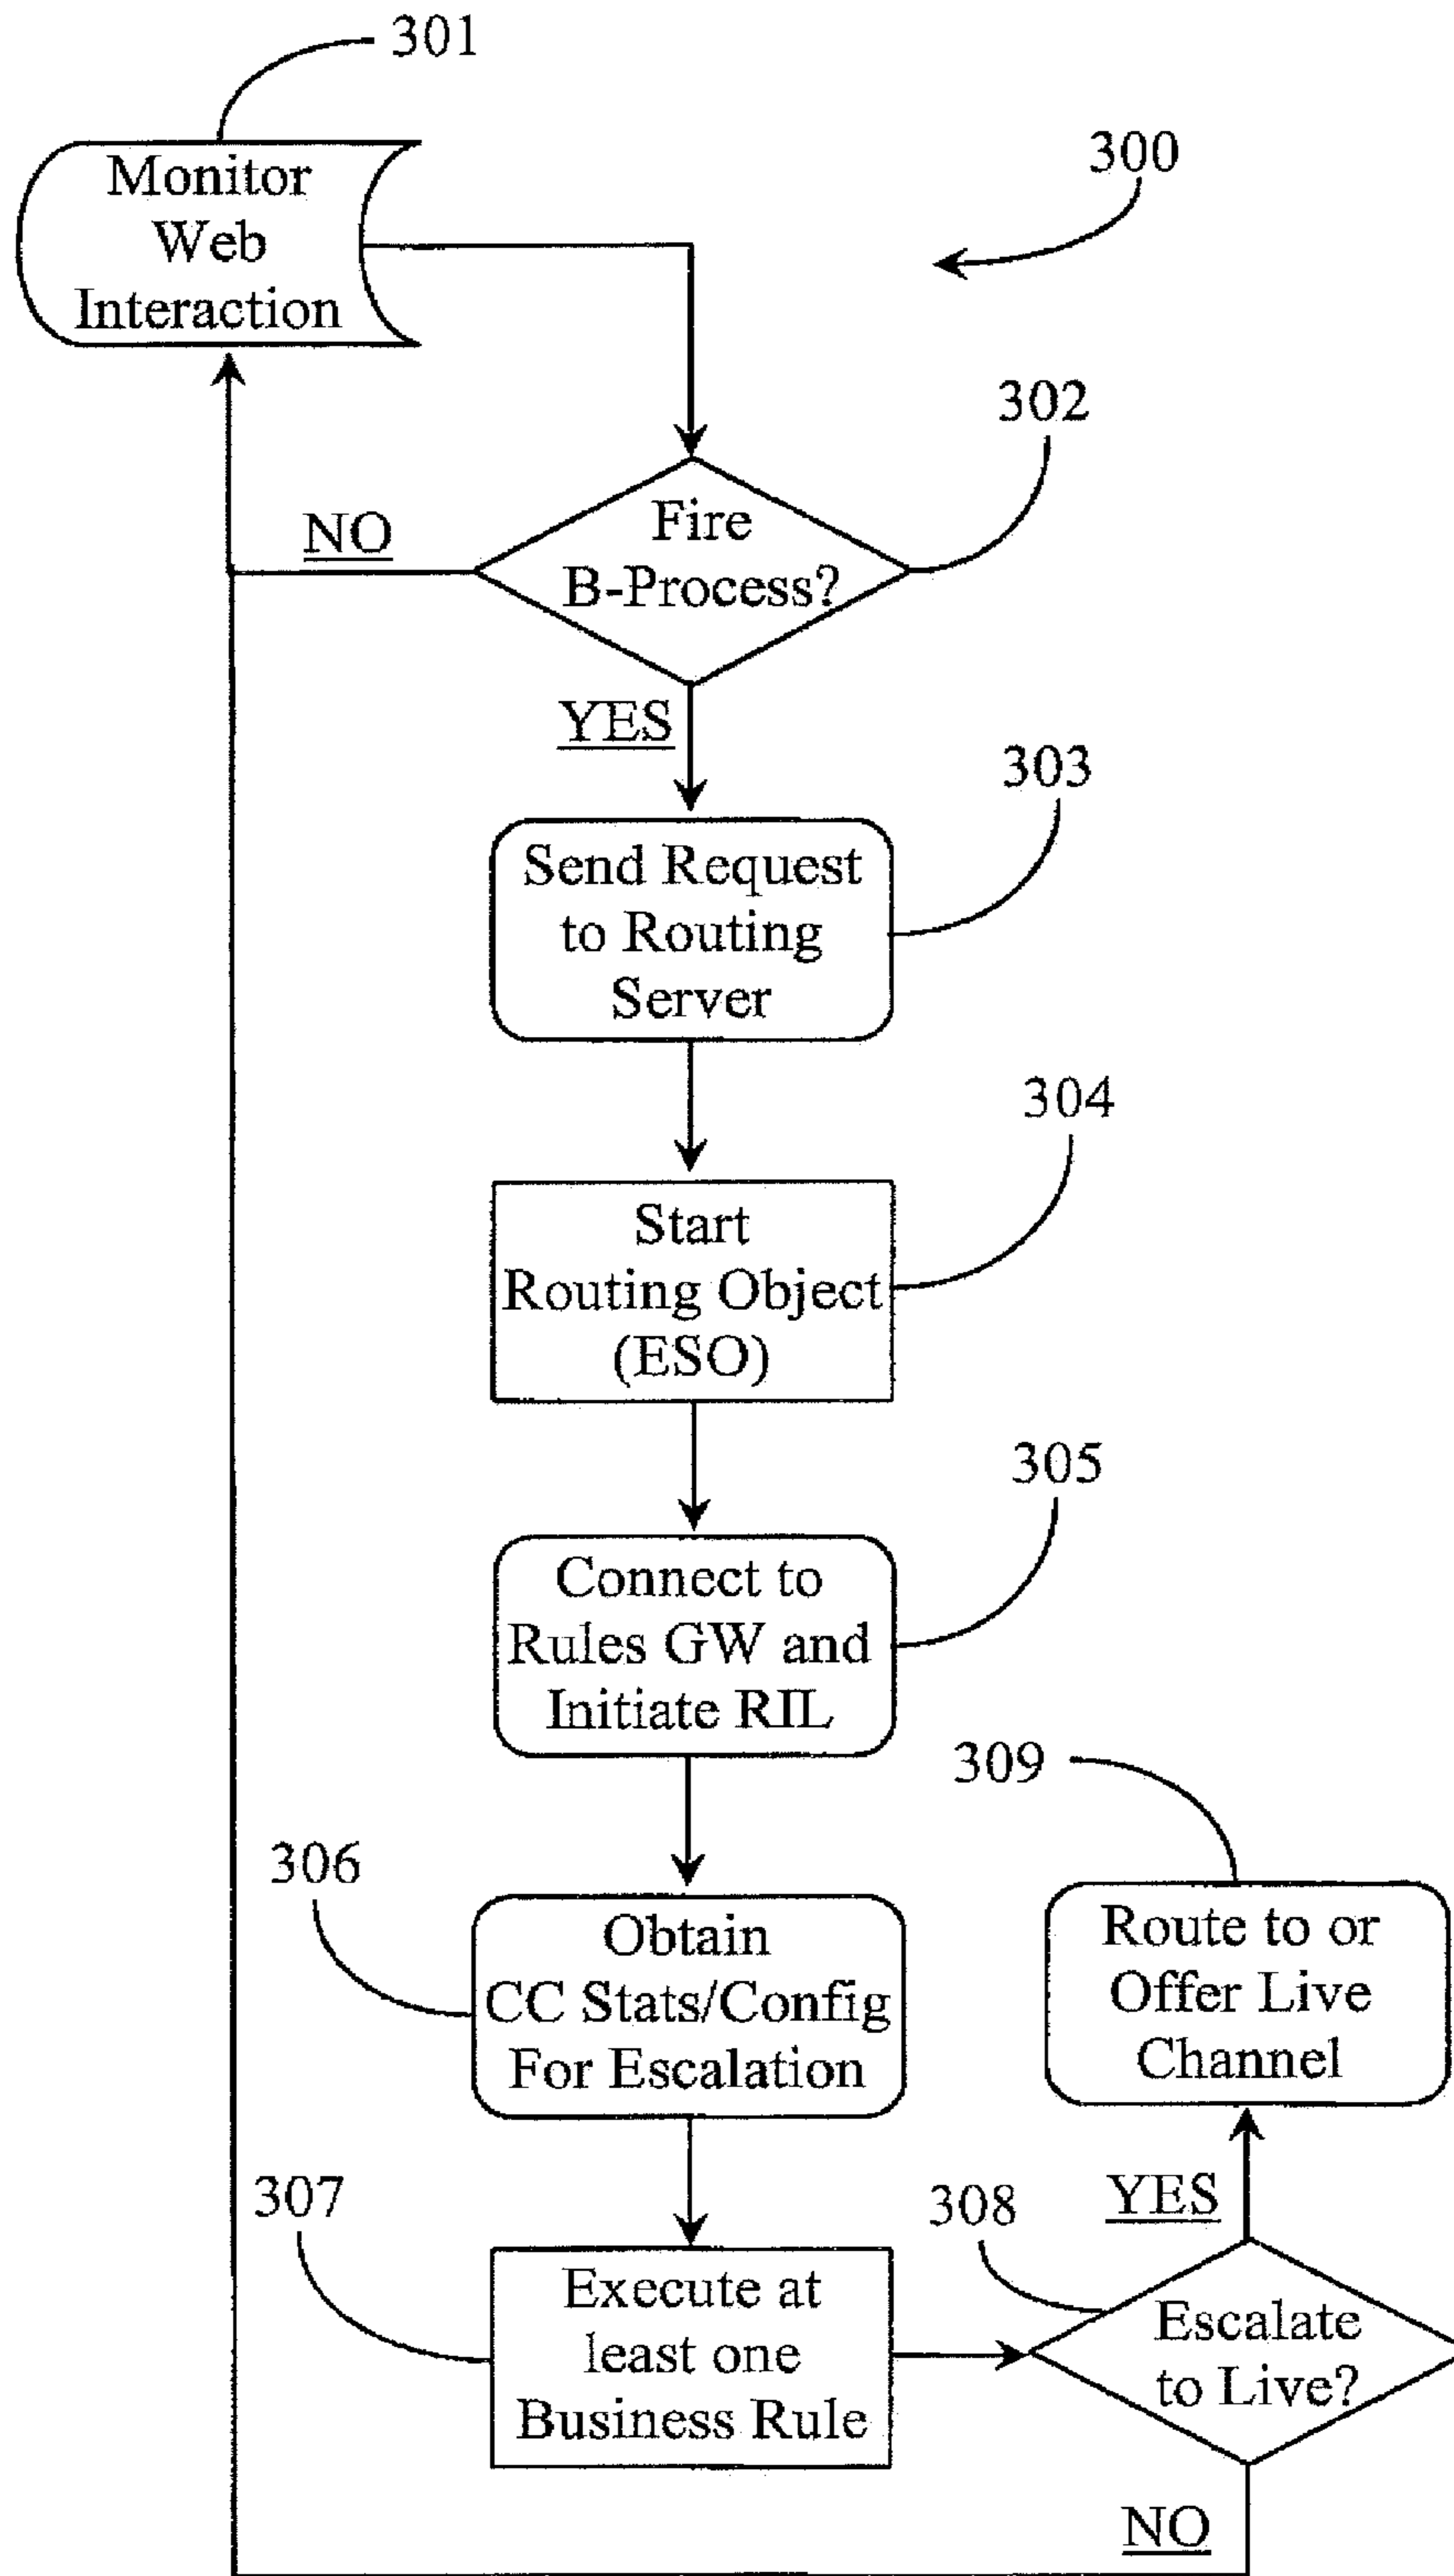 301
Monitor
Web
Interaction
300
302
Fire
B-Process?
NO
YES
303
Send Request
to Routing
Server
304
Start
Routing Object
(ESO)
305
Connect to
Rules GW and
Initiate RIL
306
Obtain
CC Stats/Config
For Escalation
309
Route to or
Offer Live
Channel
307
Execute at
least one
Business Rule
308
YES
Escalate
to Live?
NO